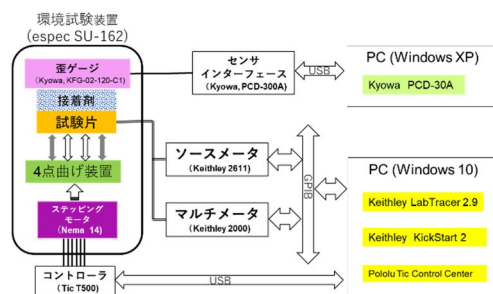 環境試験装置
(espec SU-162)
歪ゲージ
(Kyowa, KFG-02-120-C1)
接着剤
試験片
4点曲げ装置
ステッピング
モータ
(Nema 14)
コントローラ
(Tic T500)
センサ
インターフェース
(Kyowa, PCD-300A)
ソースメータ
(Keithley 2611)
マルチメータ
(Keithley 2000)
USB
GPIB
USB
PC (Windows XP)
Kyowa PCD-30A
PC (Windows 10)
Keithley LabTracer 2.9
Keithley KickStart 2
Pololu Tic Control Center